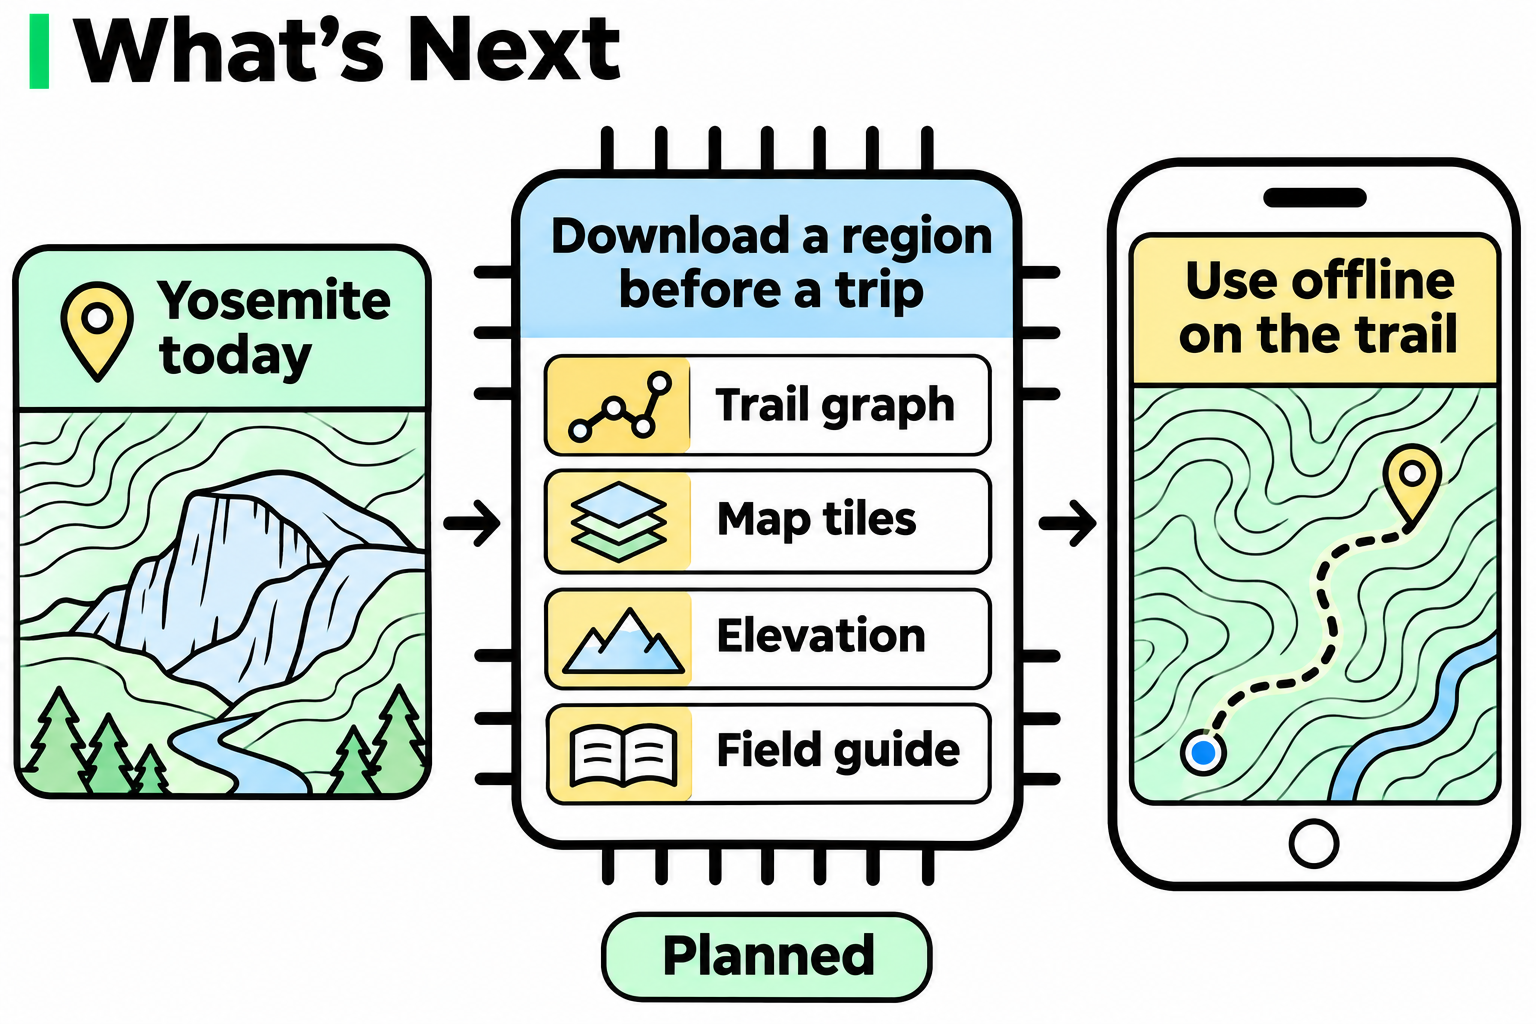 What’s Next
Yosemite
today
Download a region
before a trip
Trail graph
Map tiles
Elevation
Field guide
Use offline
on the trail
Planned